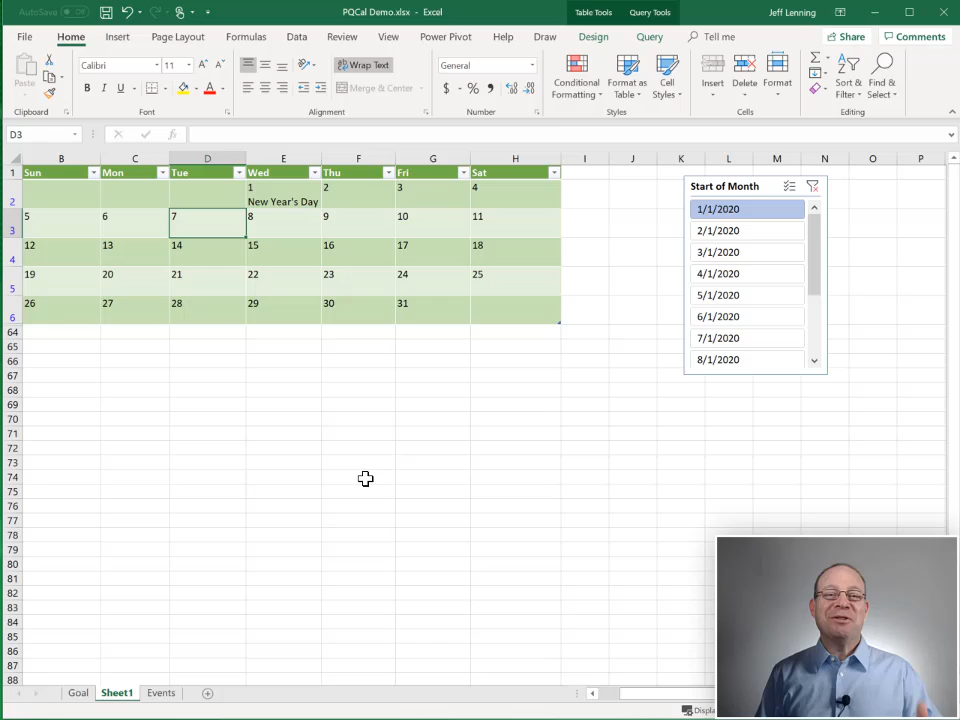 AutoSave Off
PQCal Demo.xlsx - Excel
Table Tools Query Tools
Jeff Lenning
File Home Insert Page Layout Formulas Data Review View Power Pivot Help Draw Design Query Tell me
Share Comments
Paste
Calibri 11
B I U A
Wrap Text
Merge & Center
General
$ %
Conditional Formatting
Format as Table
Cell Styles
Insert
Delete
Format
Sort & Filter
Find & Select
Clipboard Font Alignment Number Styles Cells Editing
D3
fx
B C D E F G H I J K L M N O P
1 Sun Mon Tue Wed Thu Fri Sat
1 2 3 4
2 New Year's Day
5 6 7 8 9 10 11
3
12 13 14 15 16 17 18
4
19 20 21 22 23 24 25
5
26 27 28 29 30 31
6
64
65
66
67
68
69
70
71
72
73
74
75
76
77
78
79
80
81
82
83
84
85
86
87
88
Start of Month
1/1/2020
2/1/2020
3/1/2020
4/1/2020
5/1/2020
6/1/2020
7/1/2020
8/1/2020
Goal Sheet1 Events